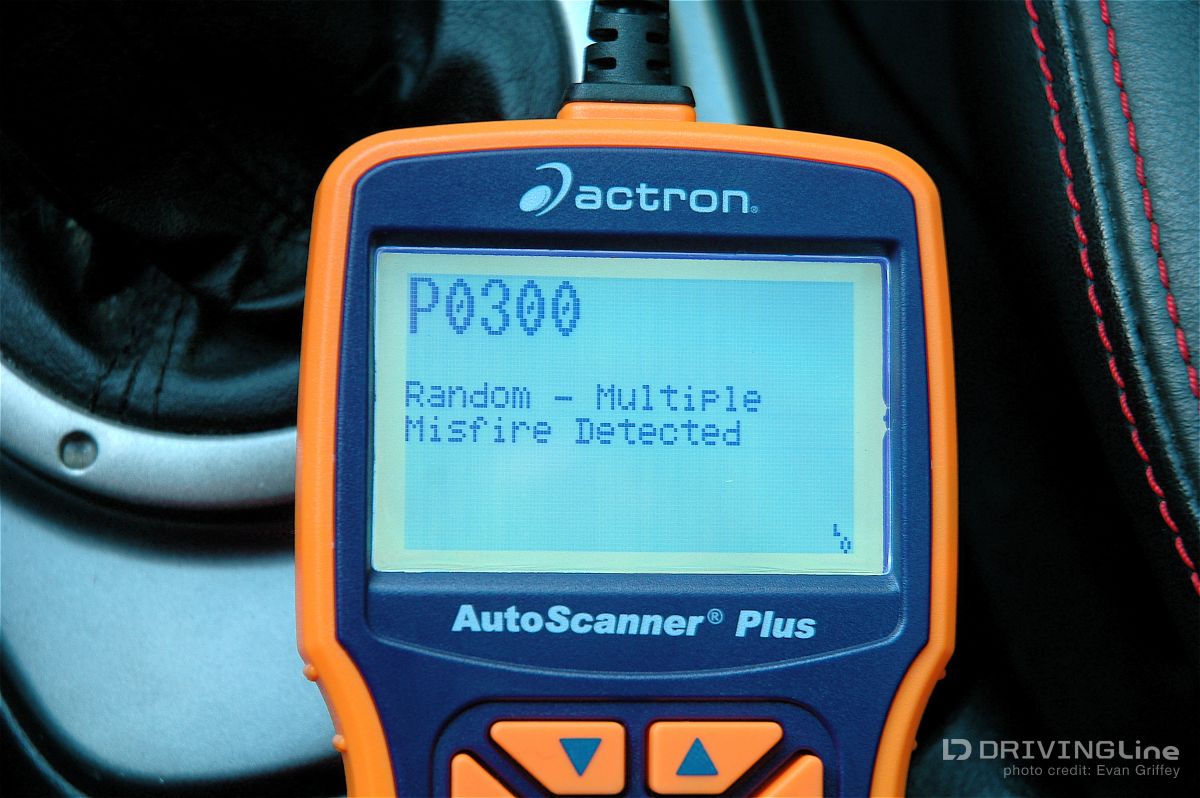 actron®
P0300
Random - Multiple
Misfire Detected
AutoScanner® Plus
DRIVINGLine
photo credit: Evan Griffey